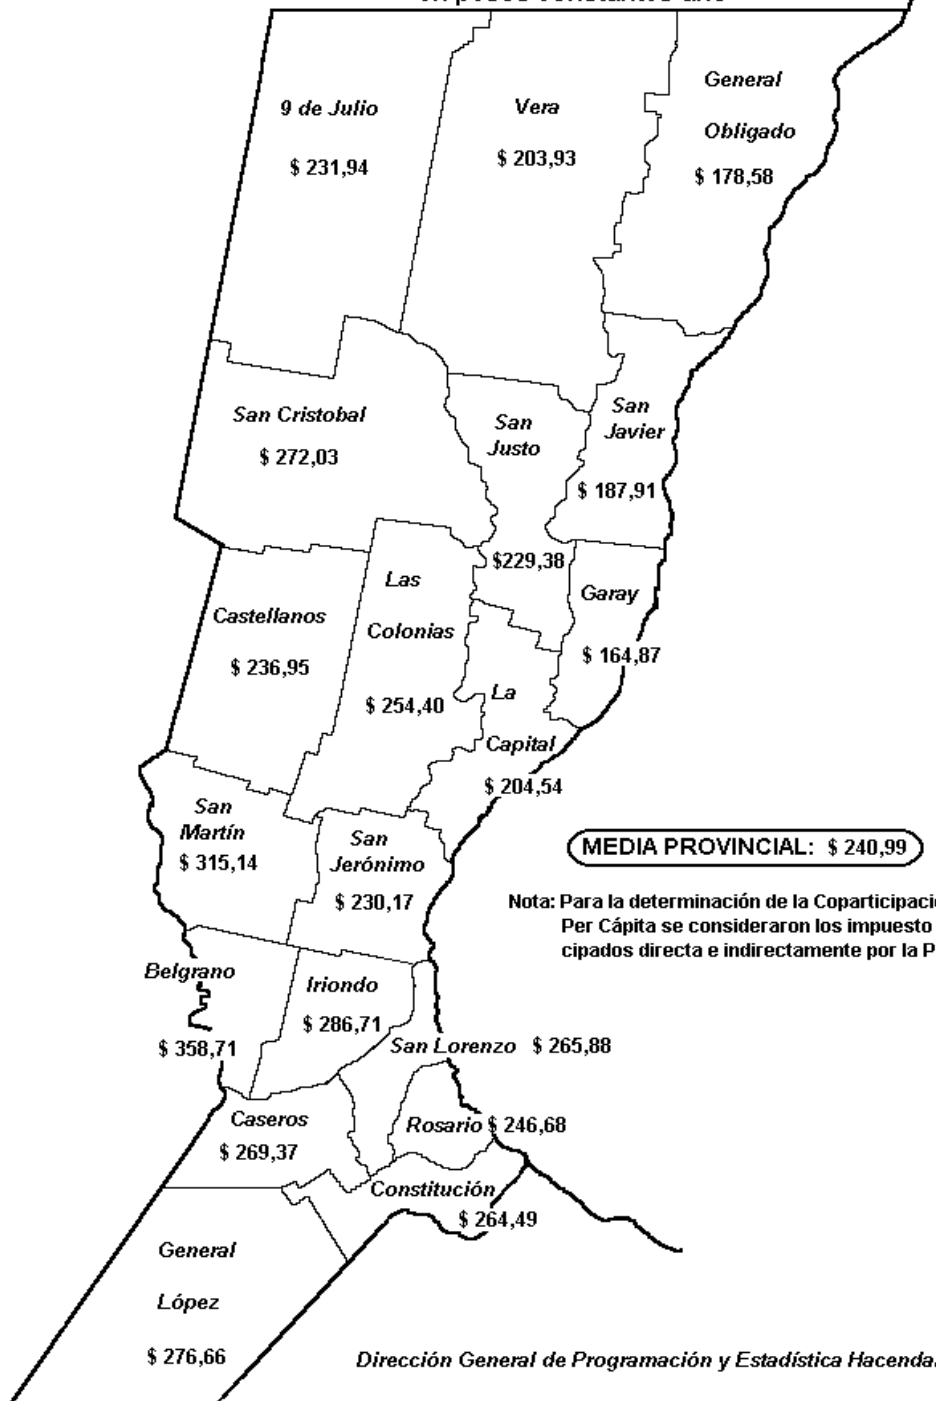 en pesos constantes año
9 de Julio
$ 231,94
Vera
$ 203,93
General
Obligado
$ 178,58
San Cristobal
$ 272,03
San
Justo
$229,38
San
Javier
$ 187,91
Las
Colonias
$ 254,40
Castellanos
$ 236,95
Garay
$ 164,87
La
Capital
$ 204,54
San
Martín
$ 315,14
San
Jerónimo
$ 230,17
MEDIA PROVINCIAL: $ 240,99
Nota: Para la determinación de la Coparticipaci
Per Cápita se consideraron los impuesto
cipados directa e indirectamente por la P
Belgrano
$ 358,71
Iriondo
$ 286,71
San Lorenzo $ 265,88
Caseros
$ 269,37
Rosario $ 246,68
Constitución
$ 264,49
General
López
$ 276,66
Dirección General de Programación y Estadística Hacenda